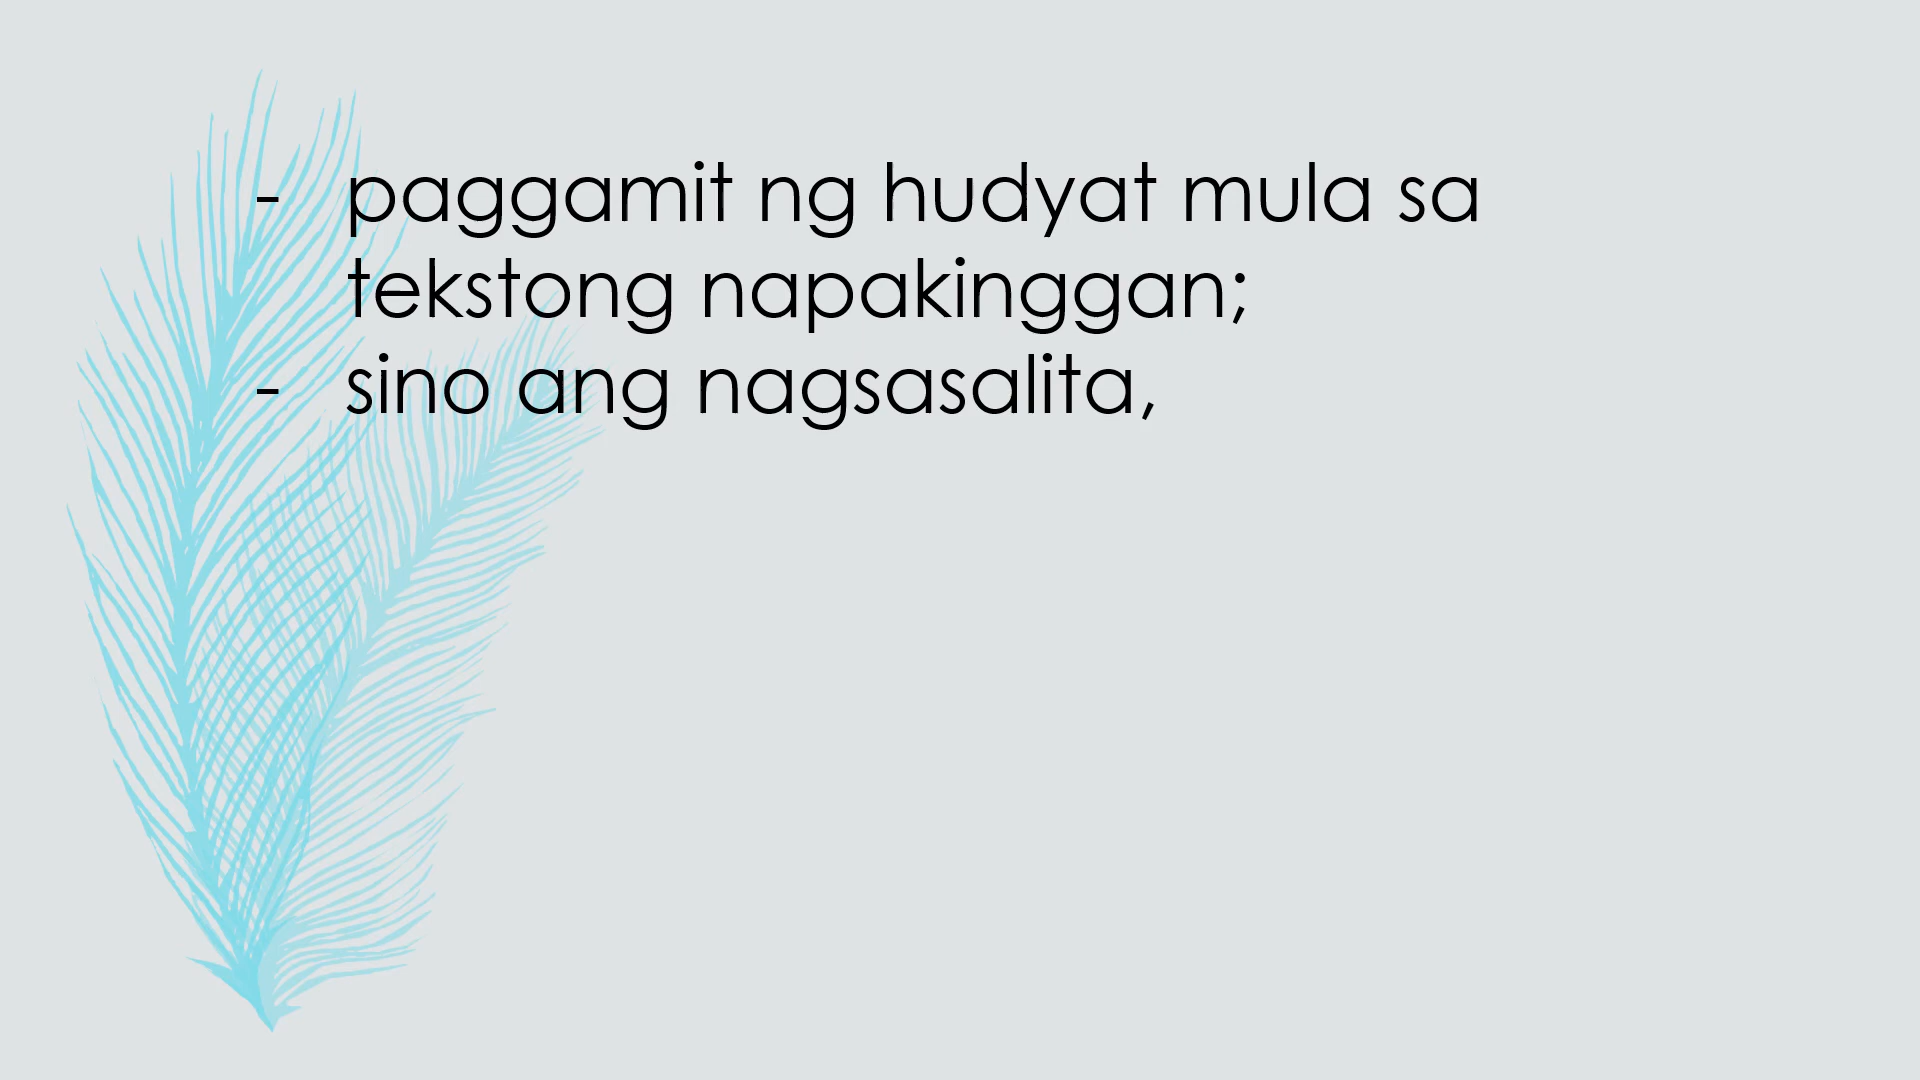 - paggamit ng hudyat mula sa
tekstong napakinggan;
- sino ang nagsasalita,